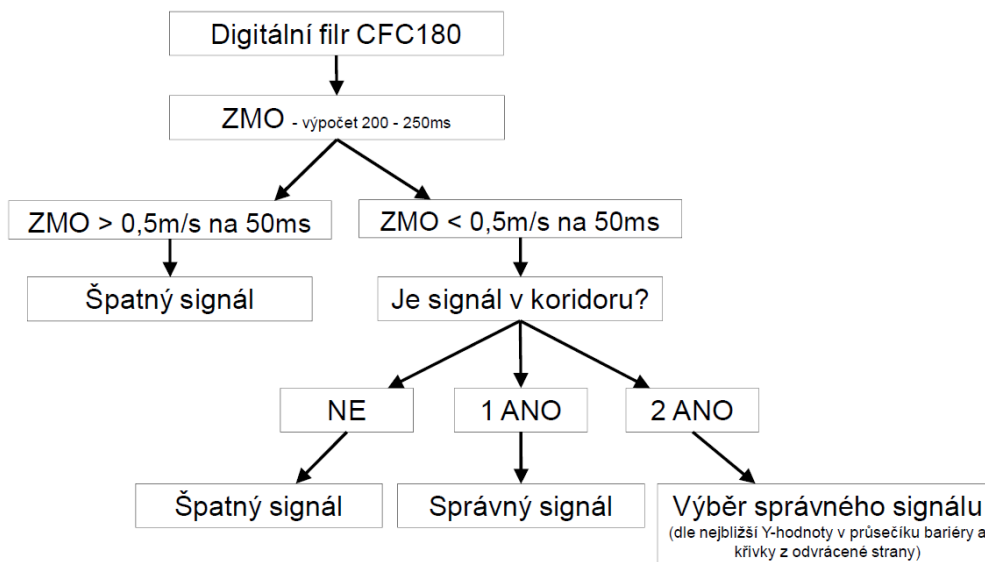 Digitální filr CFC180
ZMO - výpočet 200 - 250ms
ZMO > 0,5m/s na 50ms
ZMO < 0,5m/s na 50ms
Špatný signál
Je signál v koridoru?
NE
1 ANO
2 ANO
Špatný signál
Správný signál
Výběr správného signálu
(dle nejbližší Y-hodnoty v průsečíku bariéry a
křivky z odvrácené strany)